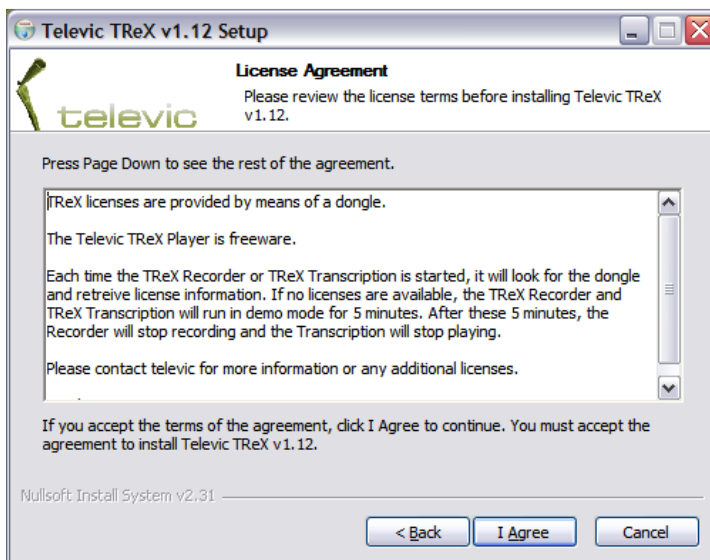 Televic TReX v1.12 Setup
License Agreement
Please review the license terms before installing Televic TReX
v1.12.
televic
Press Page Down to see the rest of the agreement.
TReX licenses are provided by means of a dongle.
The Televic TReX Player is freeware.
Each time the TReX Recorder or TReX Transcription is started, it will look for the dongle
and retreive license information. If no licenses are available, the TReX Recorder and
TReX Transcription will run in demo mode for 5 minutes. After these 5 minutes, the
Recorder will stop recording and the Transcription will stop playing.
Please contact televic for more information or any additional licenses.
If you accept the terms of the agreement, click I Agree to continue. You must accept the
agreement to install Televic TReX v1.12.
Nullsoft Install System v2.31
< Back
I Agree
Cancel